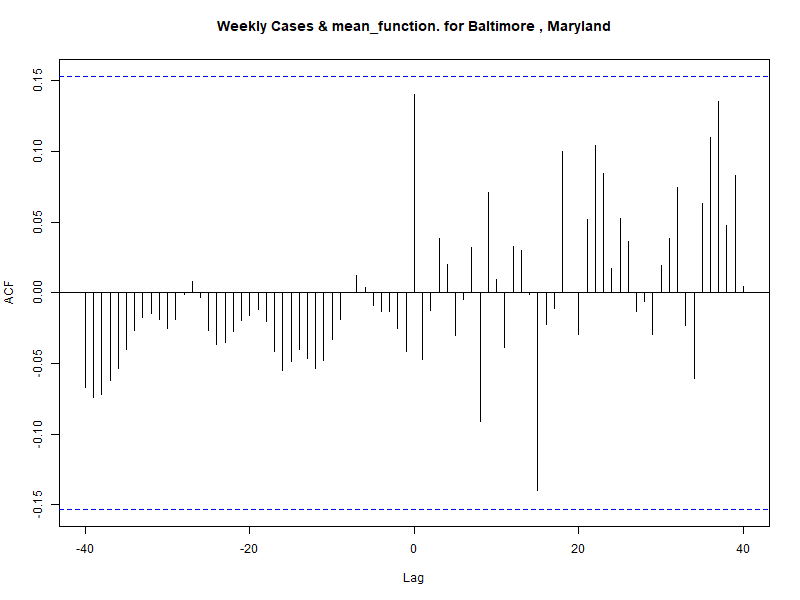 Weekly Cases & mean_function. for Baltimore , Maryland
ACF
0.15
0.10
0.05
0.00
-0.05
-0.10
-0.15
-40 -20 0 20 40
Lag